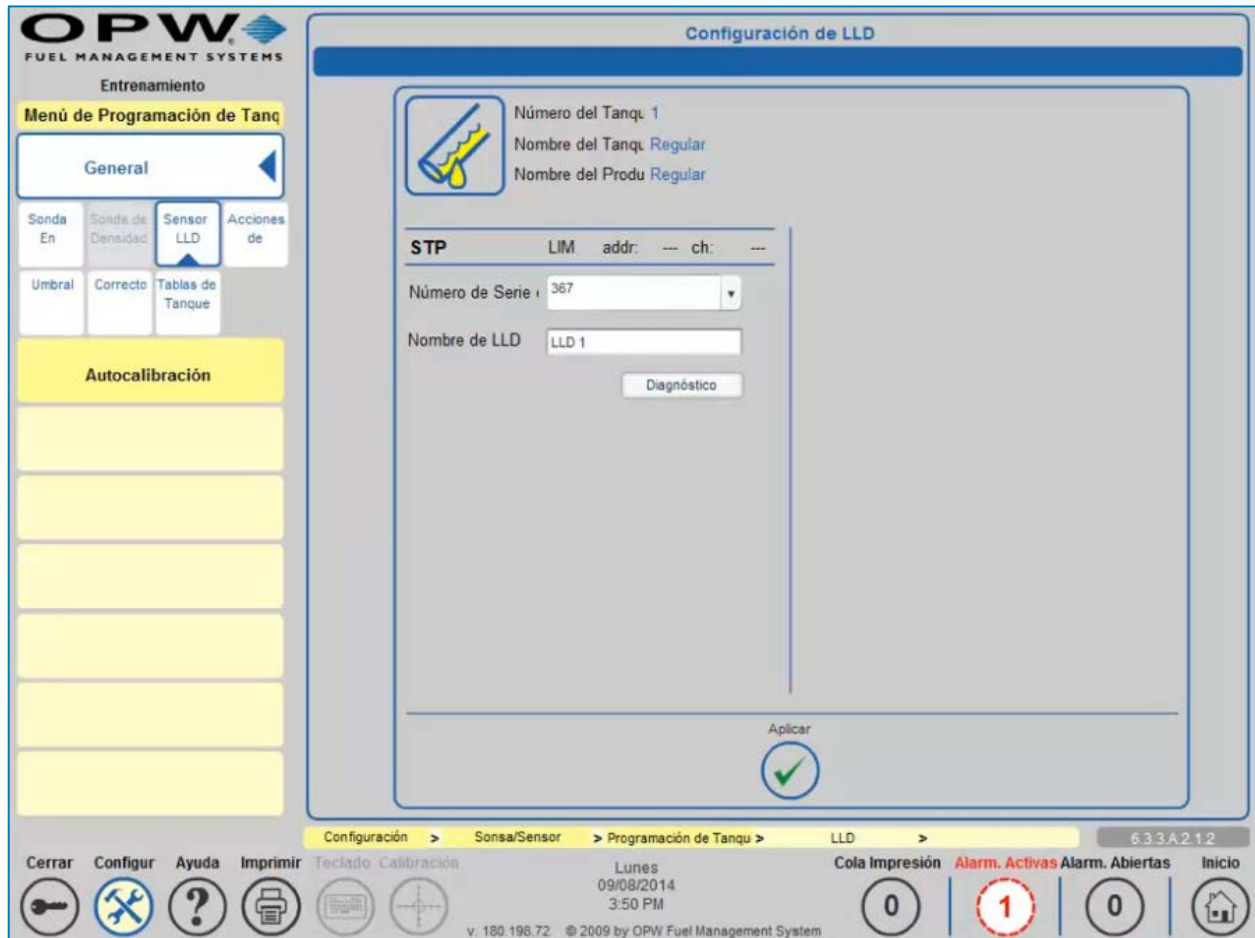 OPW
FUEL MANAGEMENT SYSTEMS
Entrenamiento
Menú de Programación de Tanq
General
Sonda En
Sonda de Densidad
Sensor LLD
Acciones de
Umbral
Correcto
Tablas de Tanque
Autocalibración
Configuración de LLD
Número del Tanqu 1
Nombre del Tanqu Regular
Nombre del Produ Regular
STP LIM addr: --- ch: ---
Número de Serie 367
Nombre de LLD LLD 1
Diagnóstico
Aplicar
Configuración > Sonsa/Sensor > Programación de Tanqu > LLD > 6.3.3.A.2.1.2
Cerrar Configur Ayuda Imprimir Teclado Calibración
Lunes
09/08/2014
3:50 PM
v. 180.198.72 © 2009 by OPW Fuel Management System
Cola Impresión Alarm. Activas Alarm. Abiertas Inicio
0 1 0